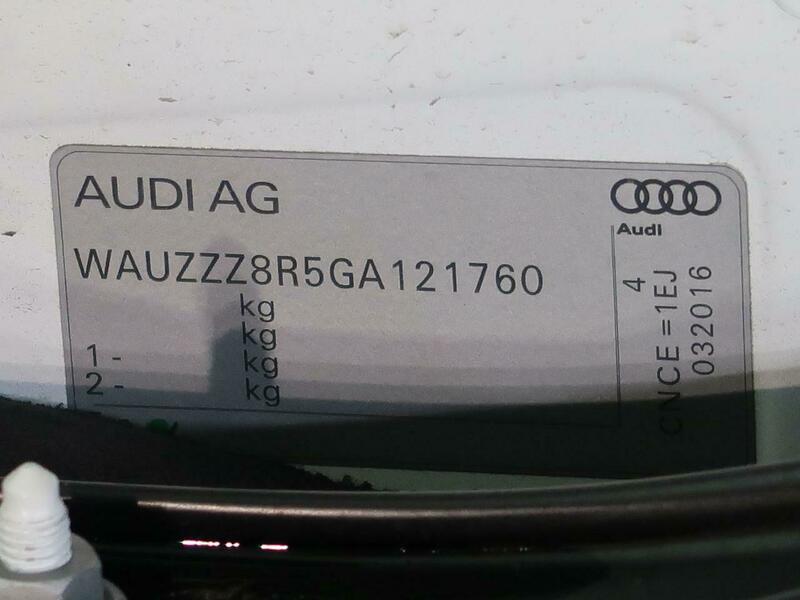 AUDI AG
Audi
WAUZZZ8R5GA121760
kg
kg
1 - kg
2 - kg
4
CNCE =1EJ
032016